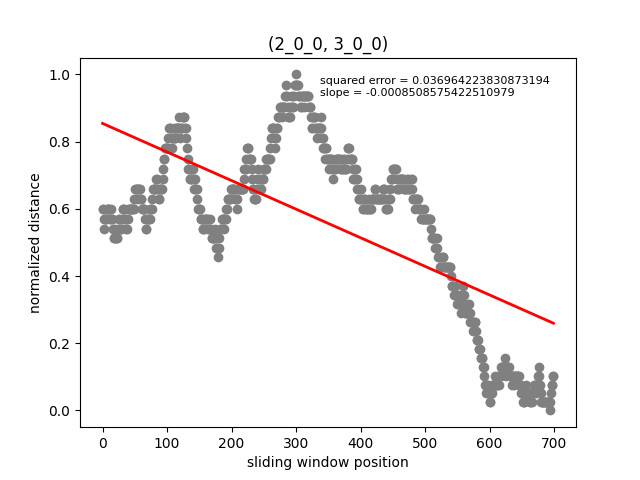 (2_0_0, 3_0_0)
squared error = 0.036964223830873194
slope = -0.0008508575422510979
normalized distance
1.0
0.8
0.6
0.4
0.2
0.0
0 100 200 300 400 500 600 700
sliding window position